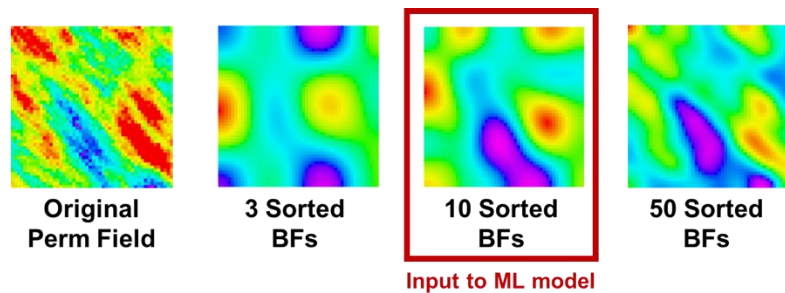 Original
Perm Field
3 Sorted
BFs
10 Sorted
BFs
50 Sorted
BFs
Input to ML model